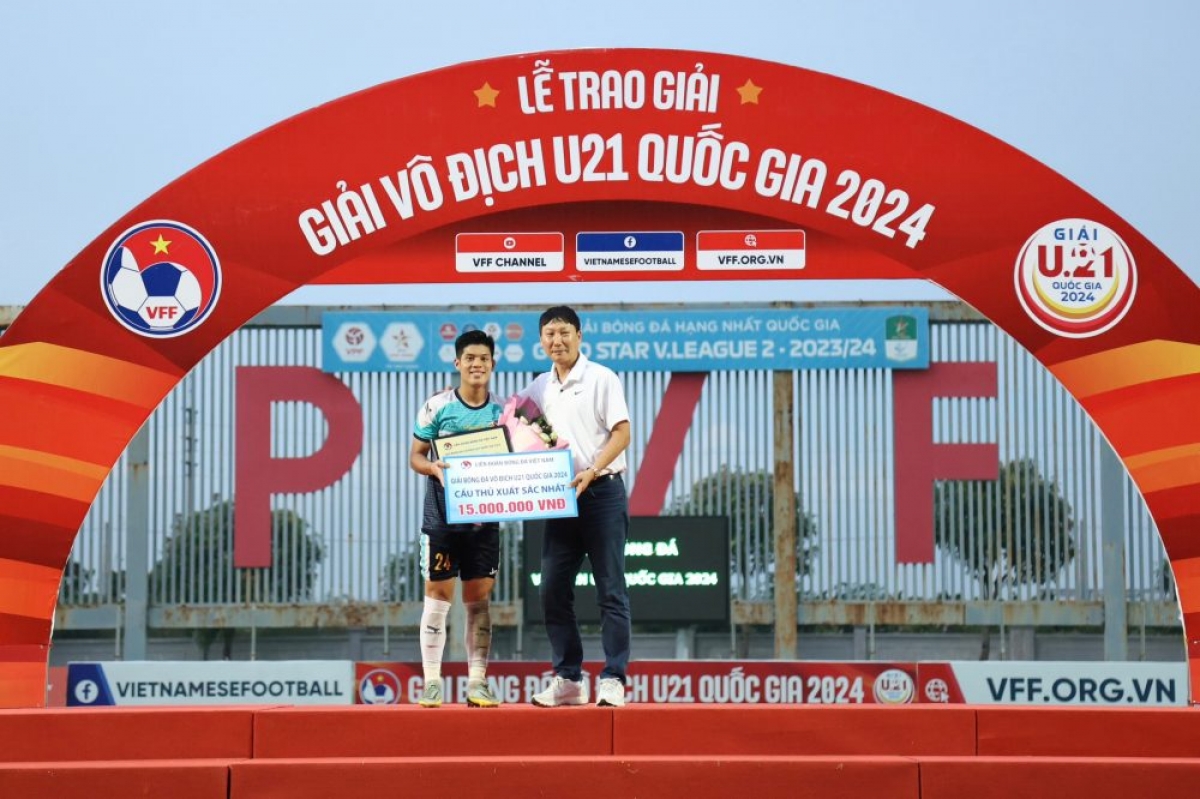 LỄ TRAO GIẢI
GIẢI VÔ ĐỊCH U21 QUỐC GIA 2024
VFF CHANNEL
VIETNAMESEFOOTBALL
VFF.ORG.VN
VFF
GIẢI
U.21
QUỐC GIA
2024
GIẢI BÓNG ĐÁ HẠNG NHẤT QUỐC GIA
STAR V.LEAGUE 2 - 2023/24
PVF
LIÊN ĐOÀN BÓNG ĐÁ VIỆT NAM
GIẢI BÓNG ĐÁ VÔ ĐỊCH U21 QUỐC GIA 2024
CẦU THỦ XUẤT SẮC NHẤT
15.000.000 VNĐ
24
ĐÁ
QUỐC GIA 2024
VIETNAMESEFOOTBALL
GIẢI BÓNG ĐÁ
U21 QUỐC GIA 2024
U.21
VFF.ORG.VN